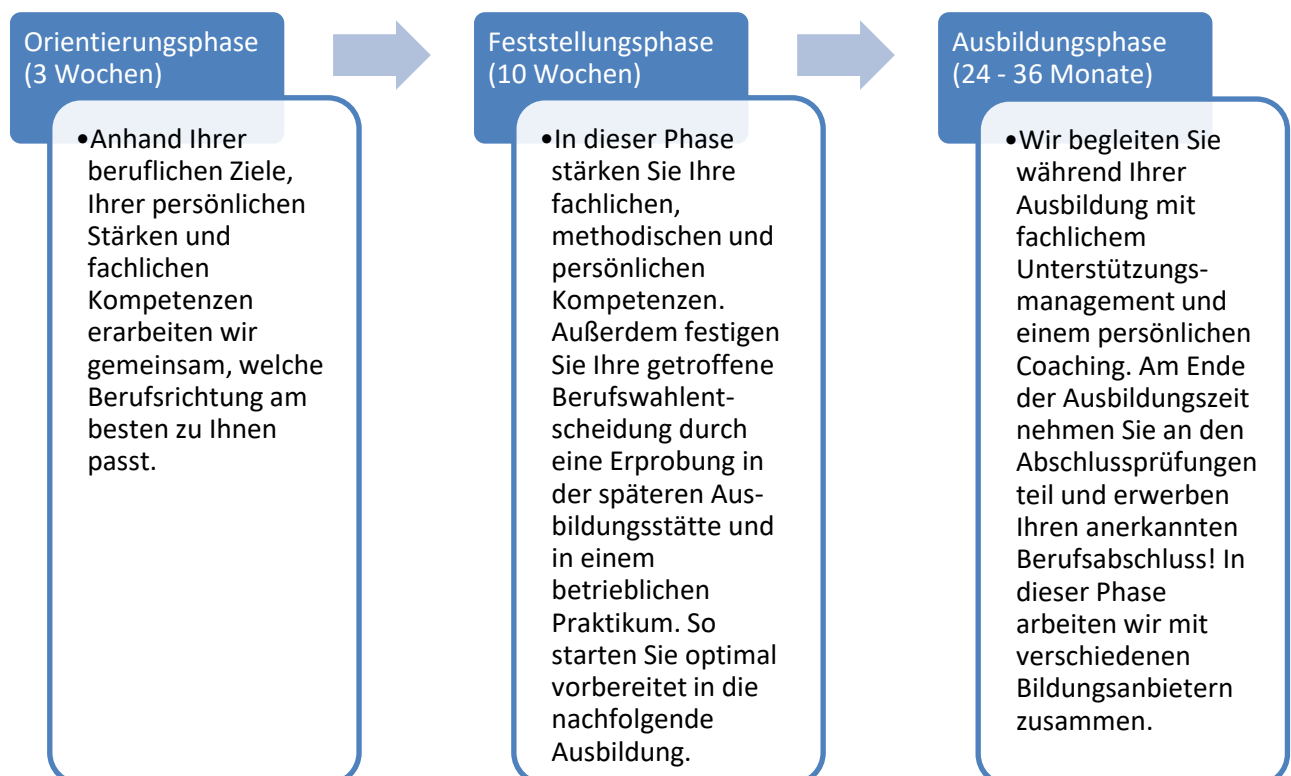 Orientierungsphase
(3 Wochen)
•Anhand Ihrer
beruflichen Ziele,
Ihrer persönlichen
Stärken und
fachlichen
Kompetenzen
erarbeiten wir
gemeinsam, welche
Berufsrichtung am
besten zu Ihnen
passt.
Feststellungsphase
(10 Wochen)
•In dieser Phase
stärken Sie Ihre
fachlichen,
methodischen und
persönlichen
Kompetenzen.
Außerdem festigen
Sie Ihre getroffene
Berufswahlent-
scheidung durch
eine Erprobung in
der späteren Aus-
bildungsstätte und
in einem
betrieblichen
Praktikum. So
starten Sie optimal
vorbereitet in die
nachfolgende
Ausbildung.
Ausbildungsphase
(24 - 36 Monate)
•Wir begleiten Sie
während Ihrer
Ausbildung mit
fachlichem
Unterstützungs-
management und
einem persönlichen
Coaching. Am Ende
der Ausbildungszeit
nehmen Sie an den
Abschlussprüfungen
teil und erwerben
Ihren anerkannten
Berufsabschluss! In
dieser Phase
arbeiten wir mit
verschiedenen
Bildungsanbietern
zusammen.